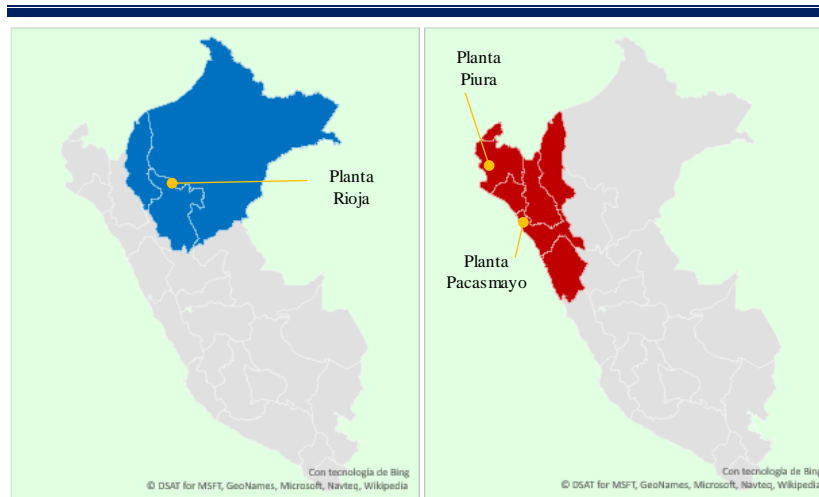 Planta
Rioja
Con tecnología de Bing
© DSAT for MSFT, GeoNames, Microsoft, Navteq, Wikipedia
Planta
Piura
Planta
Pacasmayo
Con tecnología de Bing
© DSAT for MSFT, GeoNames, Microsoft, Navteq, Wikipedia